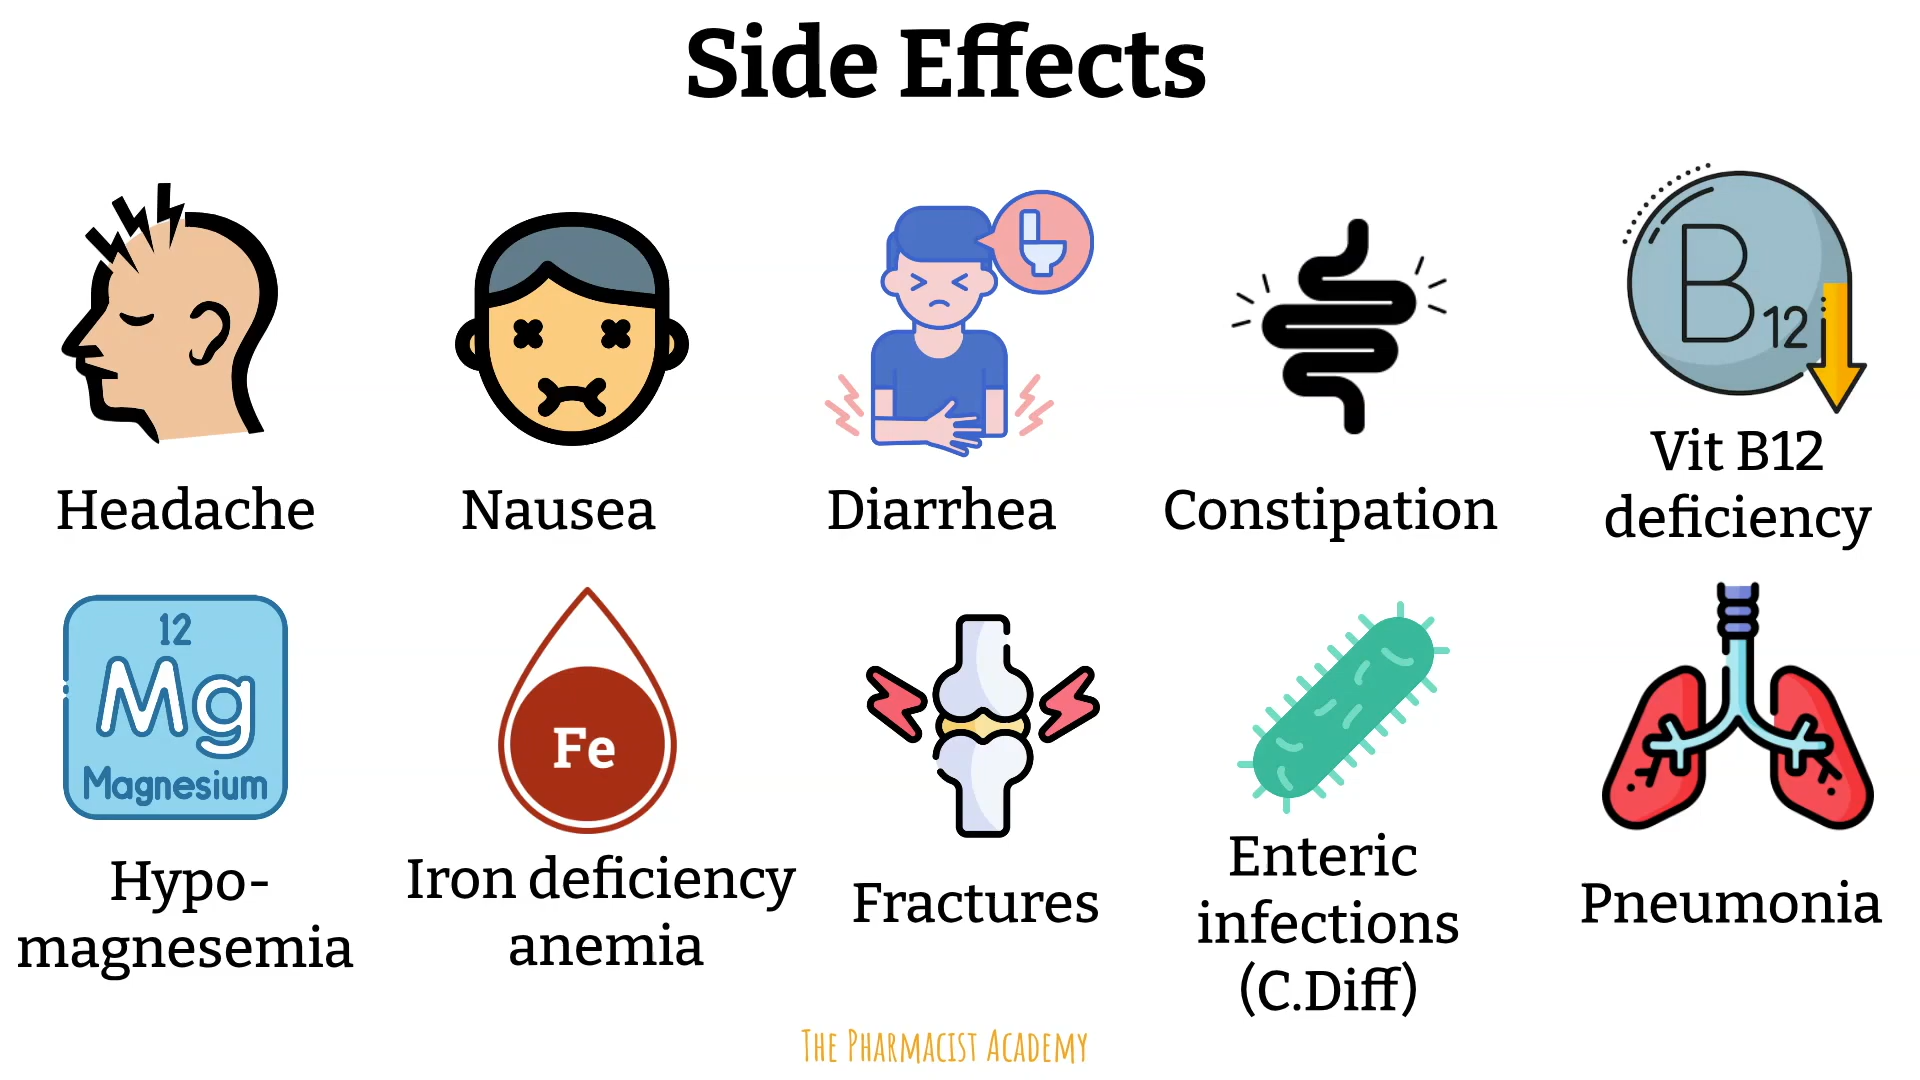 Side Effects
B12
Headache
Nausea
Diarrhea
Constipation
Vit B12
deficiency
12
Mg
Magnesium
Fe
Hypo-
magnesemia
Iron deficiency
anemia
Fractures
Enteric
infections
(C.Diff)
Pneumonia
The Pharmacist Academy